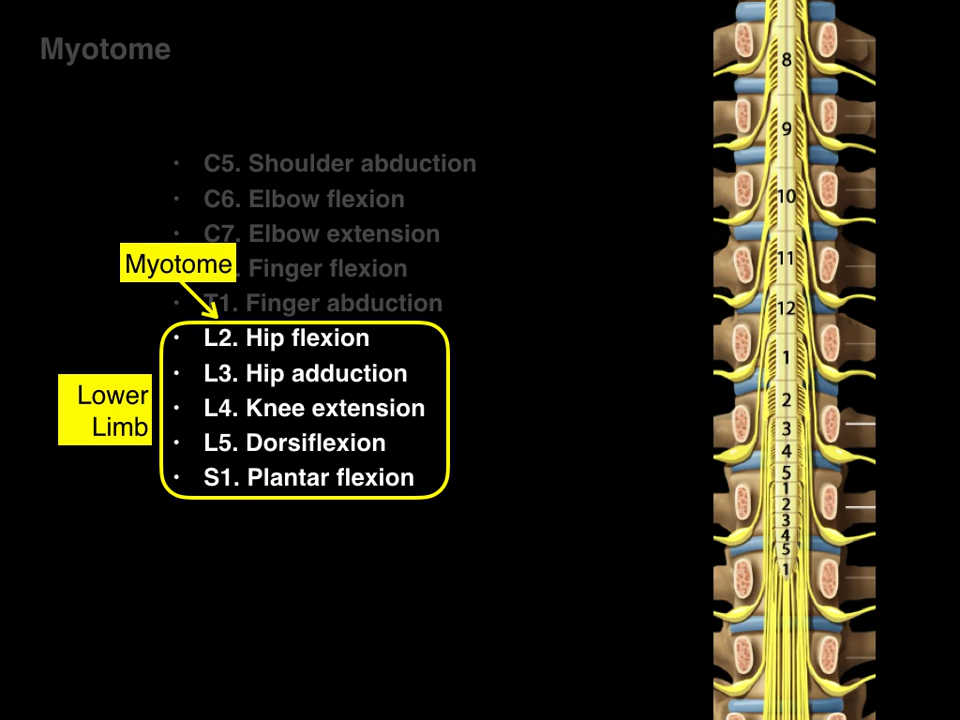 Myotome
• C5. Shoulder abduction
• C6. Elbow flexion
• C7. Elbow extension
Myotome
. Finger flexion
• T1. Finger abduction
• L2. Hip flexion
• L3. Hip adduction
Lower
Limb
• L4. Knee extension
• L5. Dorsiflexion
• S1. Plantar flexion
8
9
10
11
12
1
2
3
4
5
1
2
3
4
5
1